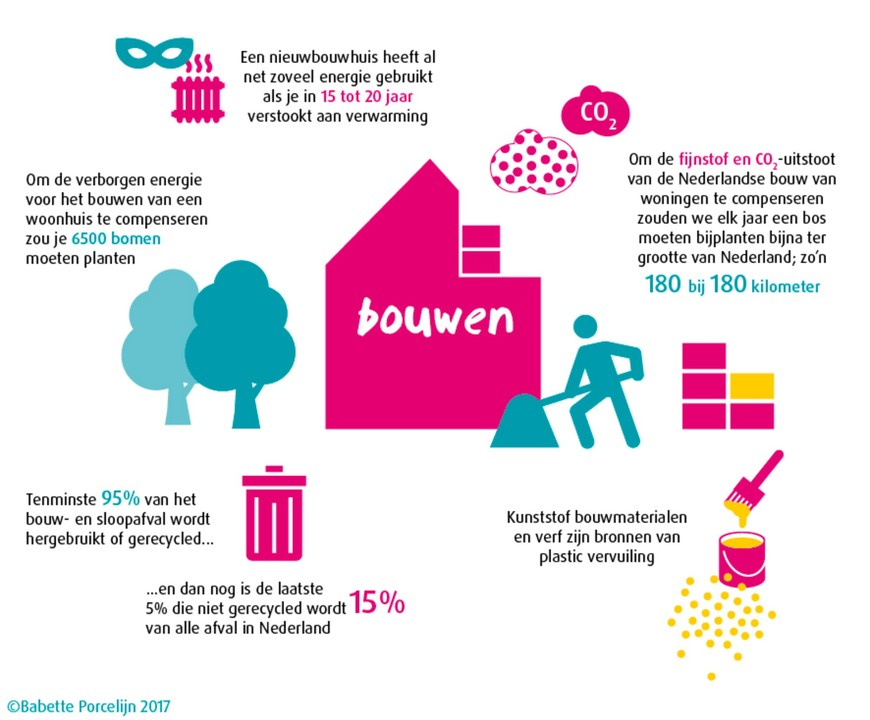 Een nieuwbouwhuis heeft al
net zoveel energie gebruikt
als je in 15 tot 20 jaar
verstookt aan verwarming
CO2
Om de fijnstof en CO2-uitstoot
van de Nederlandse bouw van
woningen te compenseren
zouden we elk jaar een bos
moeten bijplanten bijna ter
grootte van Nederland; zo'n
180 bij 180 kilometer
Om de verborgen energie
voor het bouwen van een
woonhuis te compenseren
zou je 6500 bomen
moeten planten
bouwen
Tenminste 95% van het
bouw- en sloopafval wordt
hergebruikt of gerecycled...
...en dan nog is de laatste
5% die niet gerecycled wordt 15%
van alle afval in Nederland
Kunststof bouwmaterialen
en verf zijn bronnen van
plastic vervuiling
©Babette Porcelijn 2017